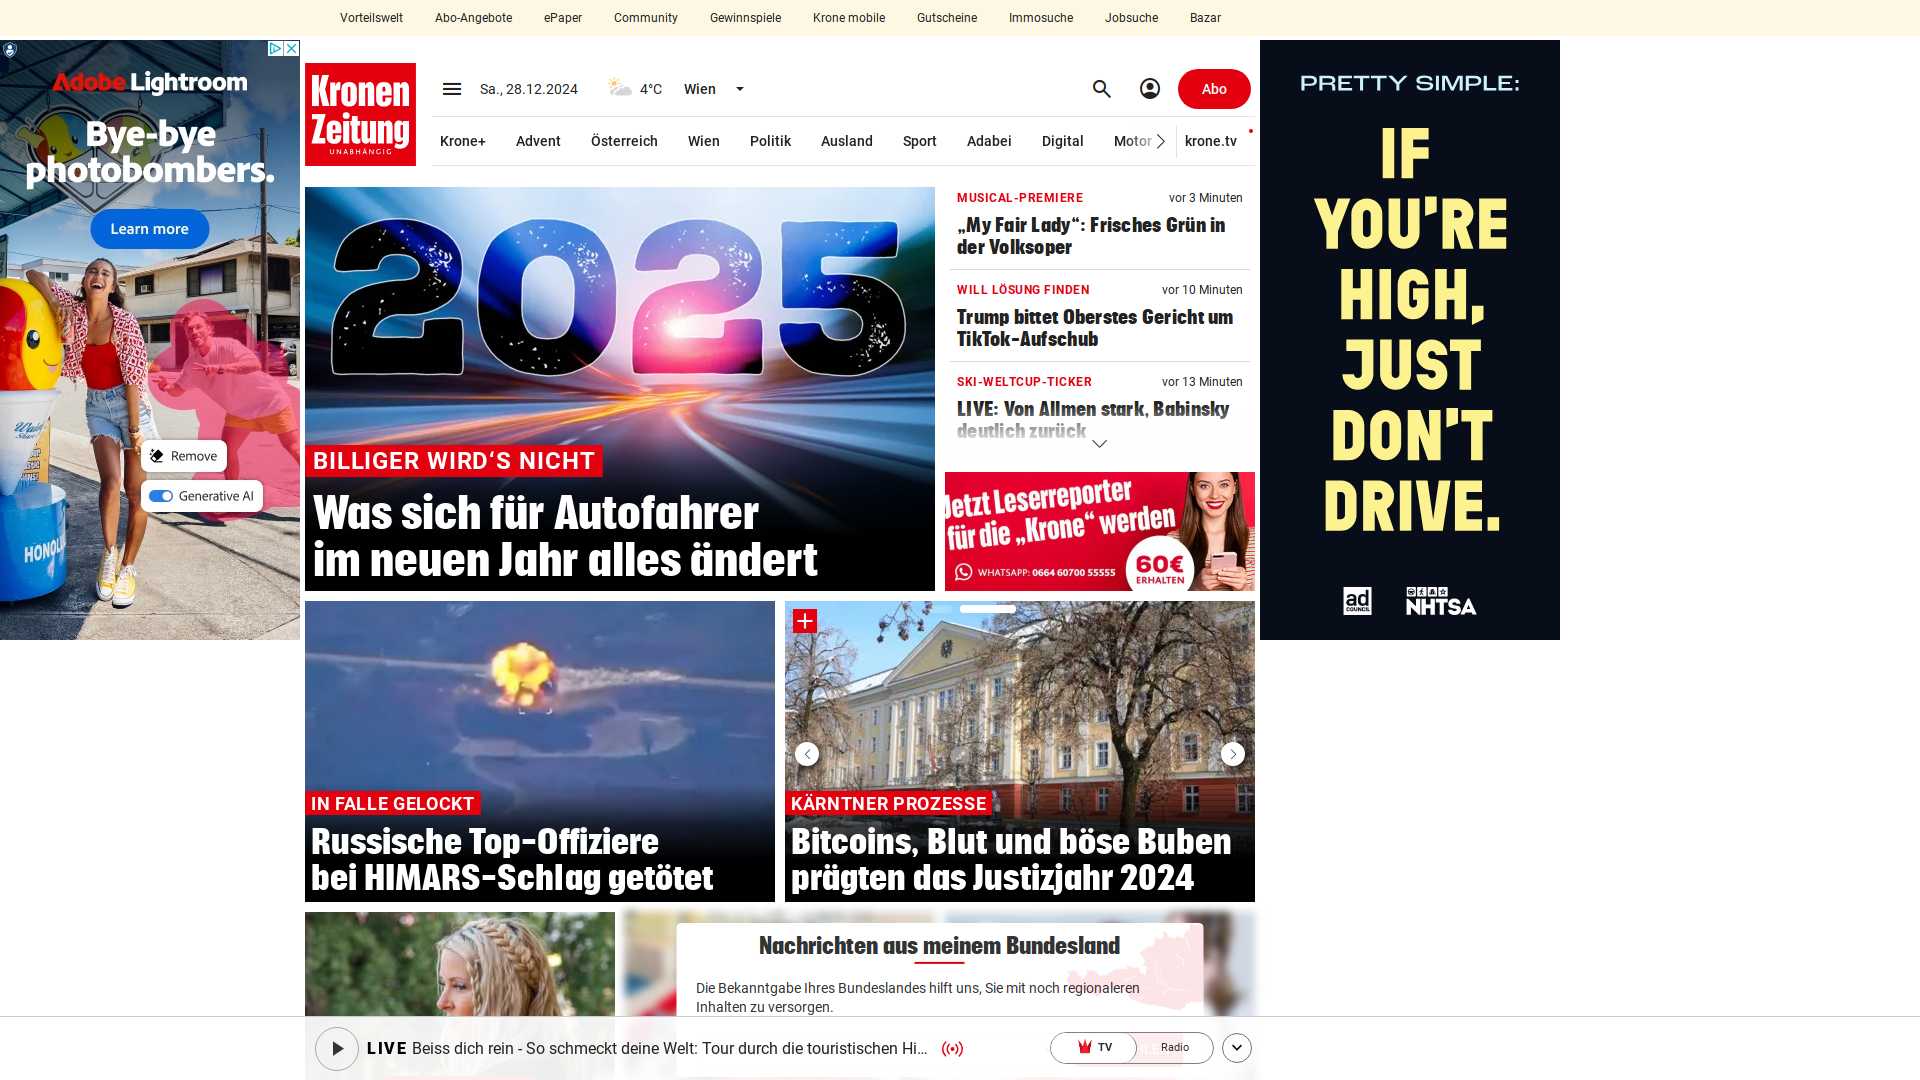 Vorteilswelt
Abo-Angebote
ePaper
Community
Gewinnspiele
Krone mobile
Gutscheine
Immosuche
Jobsuche
Bazar
Adobe Lightroom
Bye-bye
photobombers.
Learn more
Remove
Generative AI
Kronen
Zeitung
UNABHÄNGIG
Sa., 28.12.2024
4°C
Wien
Abo
Krone+
Advent
Österreich
Wien
Politik
Ausland
Sport
Adabei
Digital
Motor
krone.tv
2025
BILLIGER WIRD‘S NICHT
Was sich für Autofahrer
im neuen Jahr alles ändert
MUSICAL-PREMIERE
vor 3 Minuten
„My Fair Lady“: Frisches Grün in
der Volksoper
WILL LÖSUNG FINDEN
vor 10 Minuten
Trump bittet Oberstes Gericht um
TikTok-Aufschub
SKI-WELTCUP-TICKER
vor 13 Minuten
LIVE: Von Allmen stark, Babinsky
deutlich zurück
Jetzt Leserreporter
für die „Krone“ werden
WHATSAPP: 0664 60700 55555
60€
ERHALTEN
PRETTY SIMPLE:
IF
YOU'RE
HIGH,
JUST
DON'T
DRIVE.
ad
COUNCIL
NHTSA
IN FALLE GELOCKT
Russische Top-Offiziere
bei HIMARS-Schlag getötet
KÄRNTNER PROZESSE
Bitcoins, Blut und böse Buben
prägten das Justizjahr 2024
Nachrichten aus meinem Bundesland
Die Bekanntgabe Ihres Bundeslandes hilft uns, Sie mit noch regionaleren
Inhalten zu versorgen.
LIVE Beiss dich rein - So schmeckt deine Welt: Tour durch die touristischen Hi...
TV
Radio